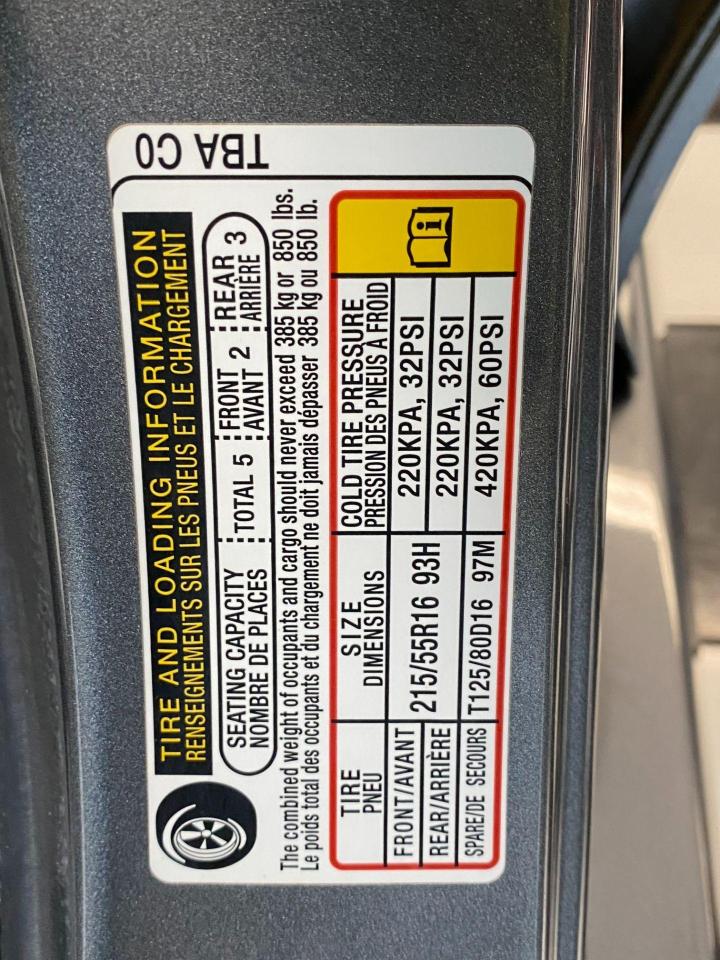 TIRE AND LOADING INFORMATION
RENSEIGNEMENTS SUR LES PNEUS ET LE CHARGEMENT
SEATING CAPACITY TOTAL 5 FRONT 2 REAR 3
NOMBRE DE PLACES AVANT ARRIÈRE
The combined weight of occupants and cargo should never exceed 385 kg or 850 lbs.
Le poids total des occupants et du chargement ne doit jamais dépasser 385 kg ou 850 lb.
TIRE SIZE COLD TIRE PRESSURE
PNEU DIMENSIONS PRESSION DES PNEUS À FROID
FRONT/AVANT 215/55R16 93H 220KPA, 32PSI
REAR/ARRIÈRE 220KPA, 32PSI
SPARE/DE SECOURS T125/80D16 97M 420KPA, 60PSI
TBA C0